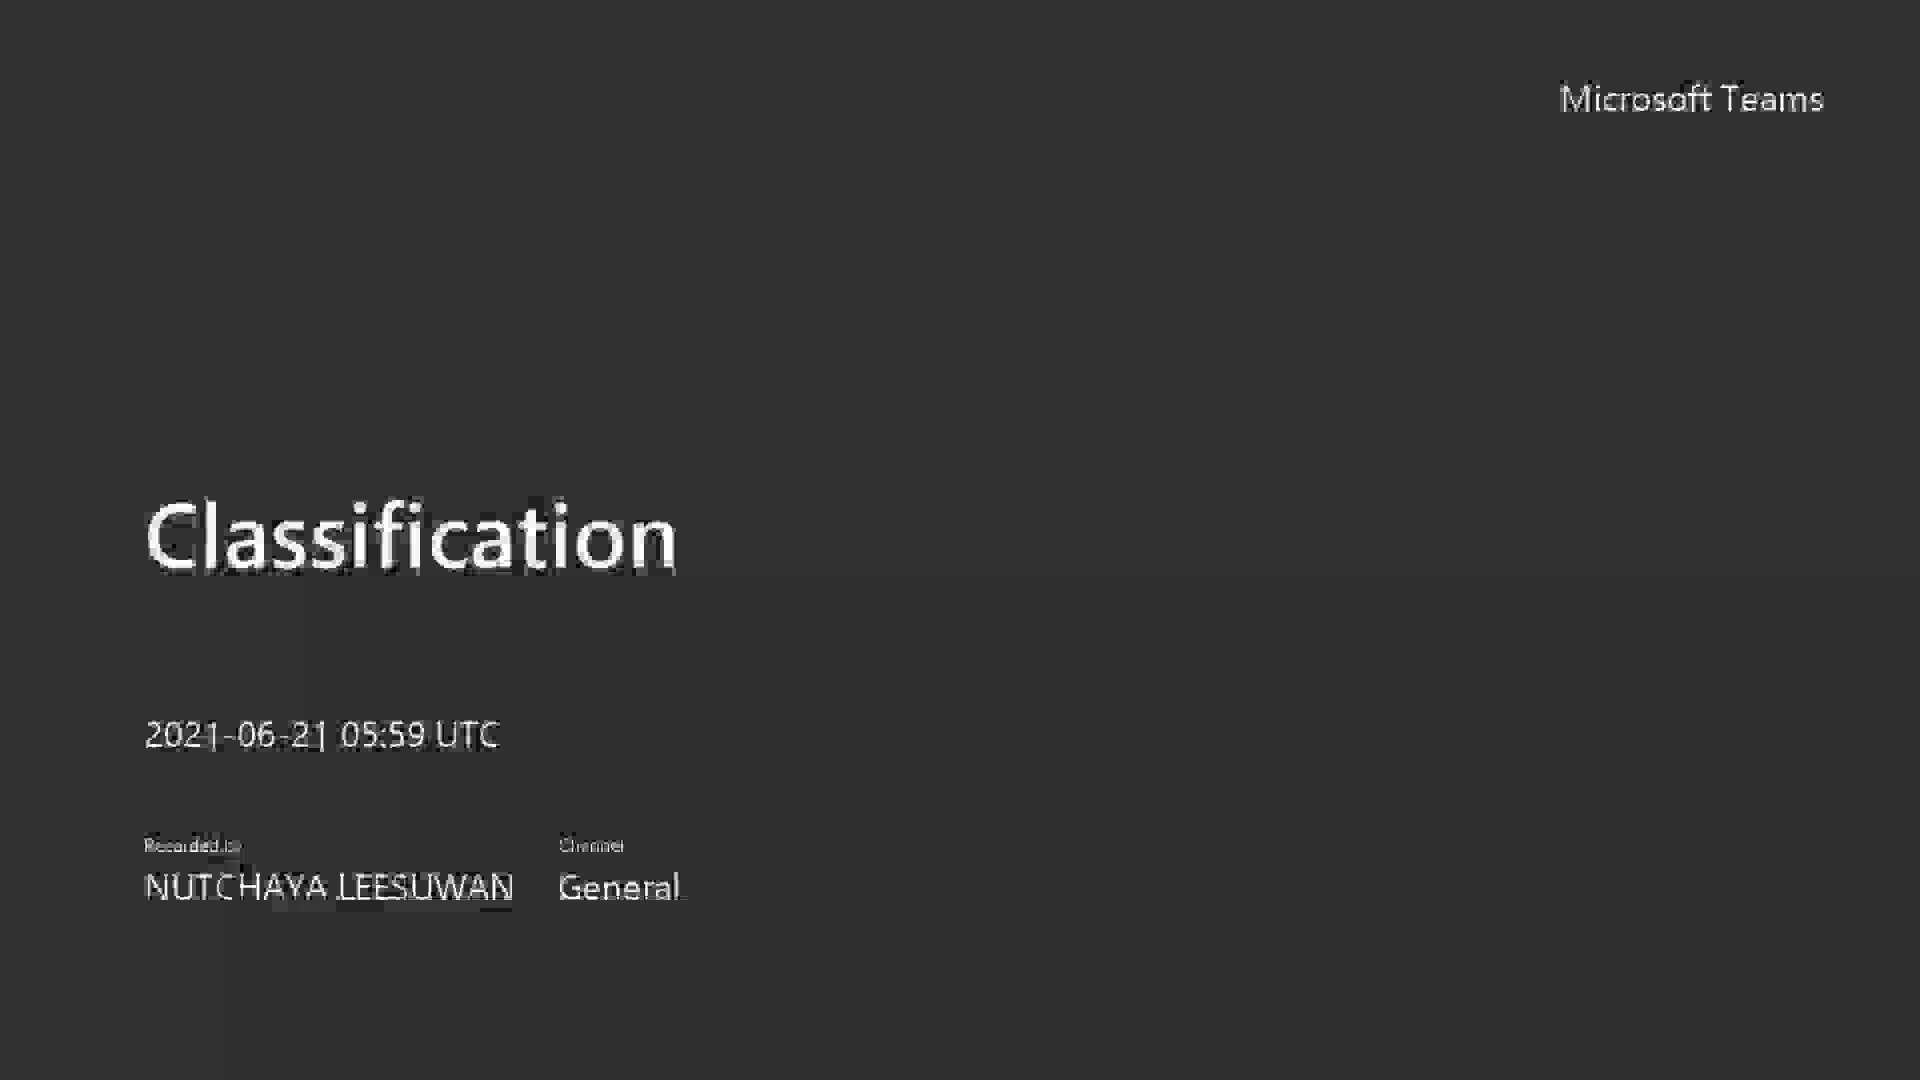 Microsoft Teams
Classification
2021-06-21 05:59 UTC
Recorded by Channel
NUTCHAYA LEESUWAN General